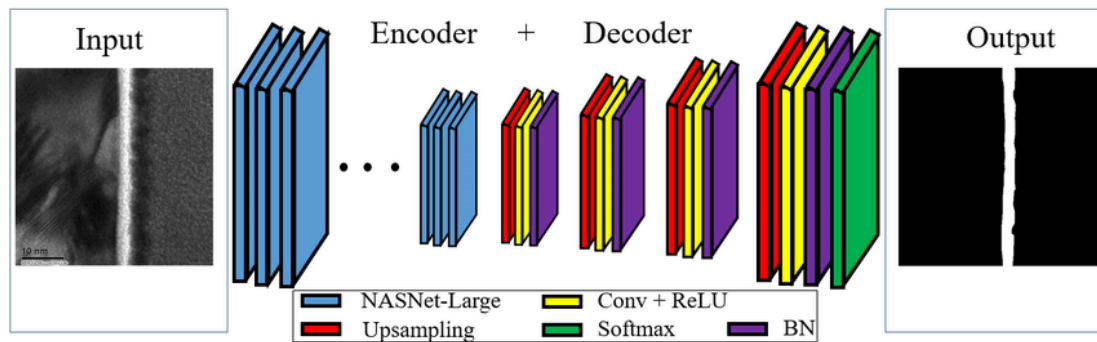 Input
Encoder + Decoder
Output
10 nm
NASNet-Large
Conv + ReLU
Upsampling
Softmax
BN